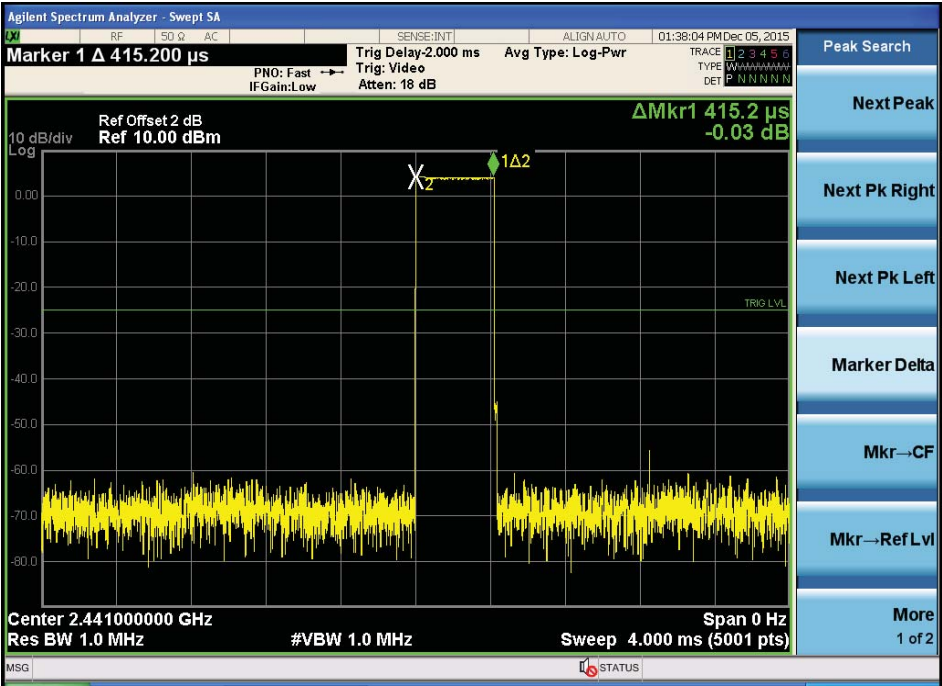 Agilent Spectrum Analyzer - Swept SA
LXI RF 50 Ω AC SENSE:INT ALIGN AUTO 01:38:04 PM Dec 05, 2015
Marker 1 Δ 415.200 μs
PNO: Fast
IFGain:Low
Trig Delay-2.000 ms
Trig: Video
Atten: 18 dB
Avg Type: Log-Pwr
TRACE 1 2 3 4 5 6
TYPE WWWWWW
DET P N N N N N
Peak Search
Next Peak
Next Pk Right
Next Pk Left
Marker Delta
Mkr→CF
Mkr→Ref Lvl
More
1 of 2
ΔMkr1 415.2 μs
-0.03 dB
Ref Offset 2 dB
10 dB/div Ref 10.00 dBm
Log
1Δ2
X2
0.00
-10.0
-20.0
TRIG LVL
-30.0
-40.0
-50.0
-60.0
-70.0
-80.0
Center 2.441000000 GHz Span 0 Hz
Res BW 1.0 MHz #VBW 1.0 MHz Sweep 4.000 ms (5001 pts)
MSG STATUS